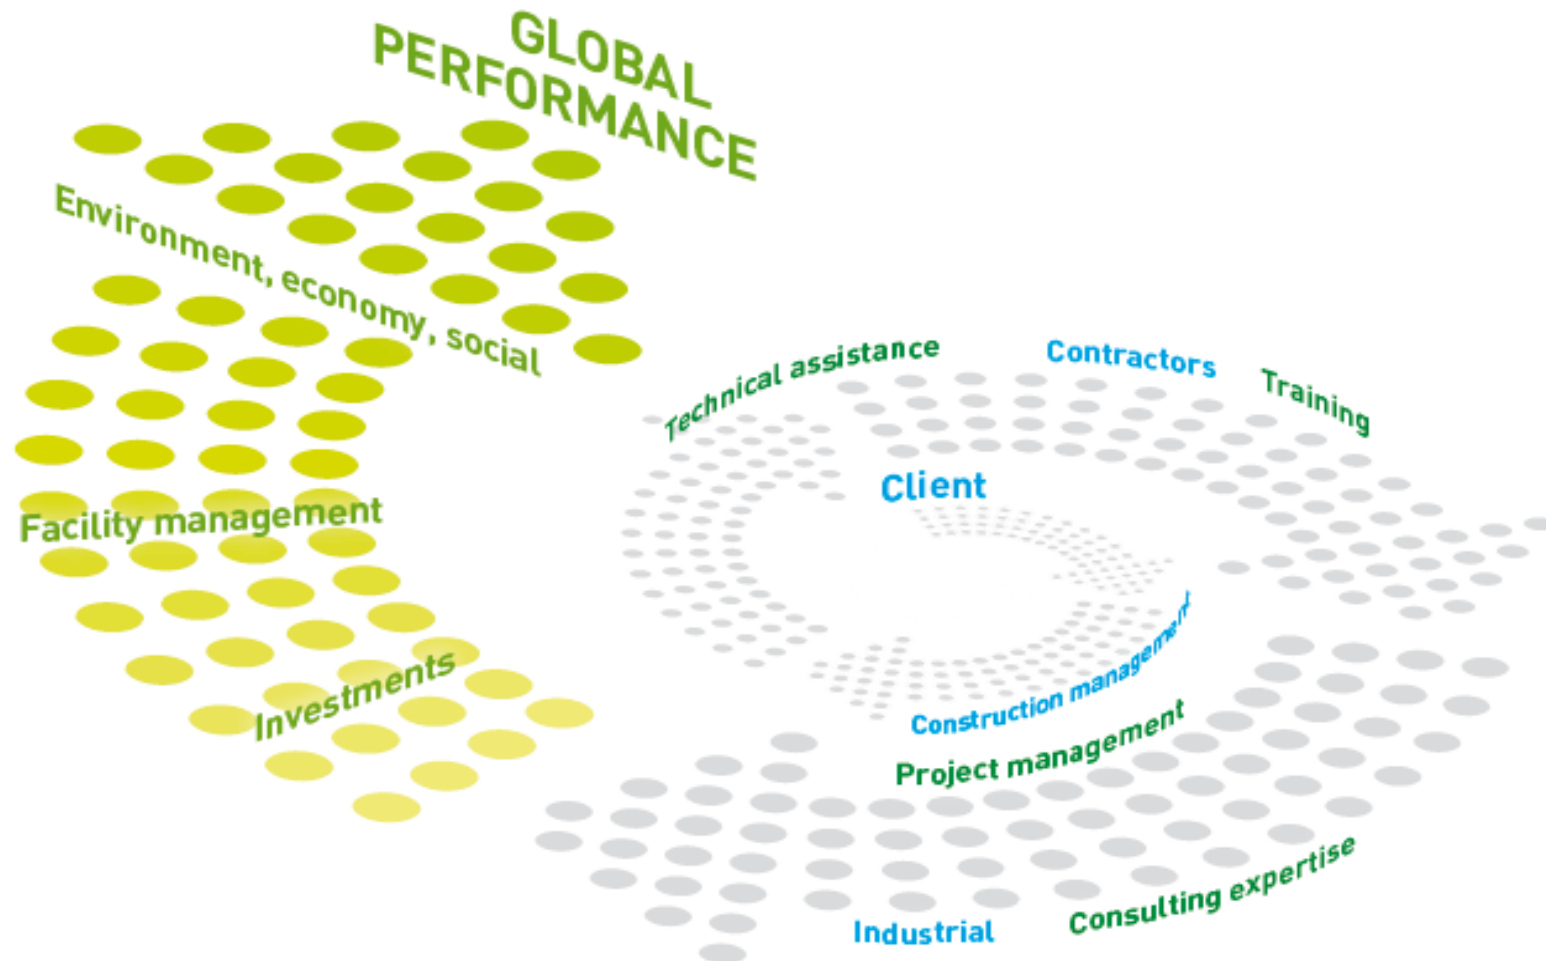 GLOBAL
PERFORMANCE
Environment, economy, social
Facility management
Investments
Technical assistance
Contractors
Training
Client
Construction management
Project management
Consulting expertise
Industrial